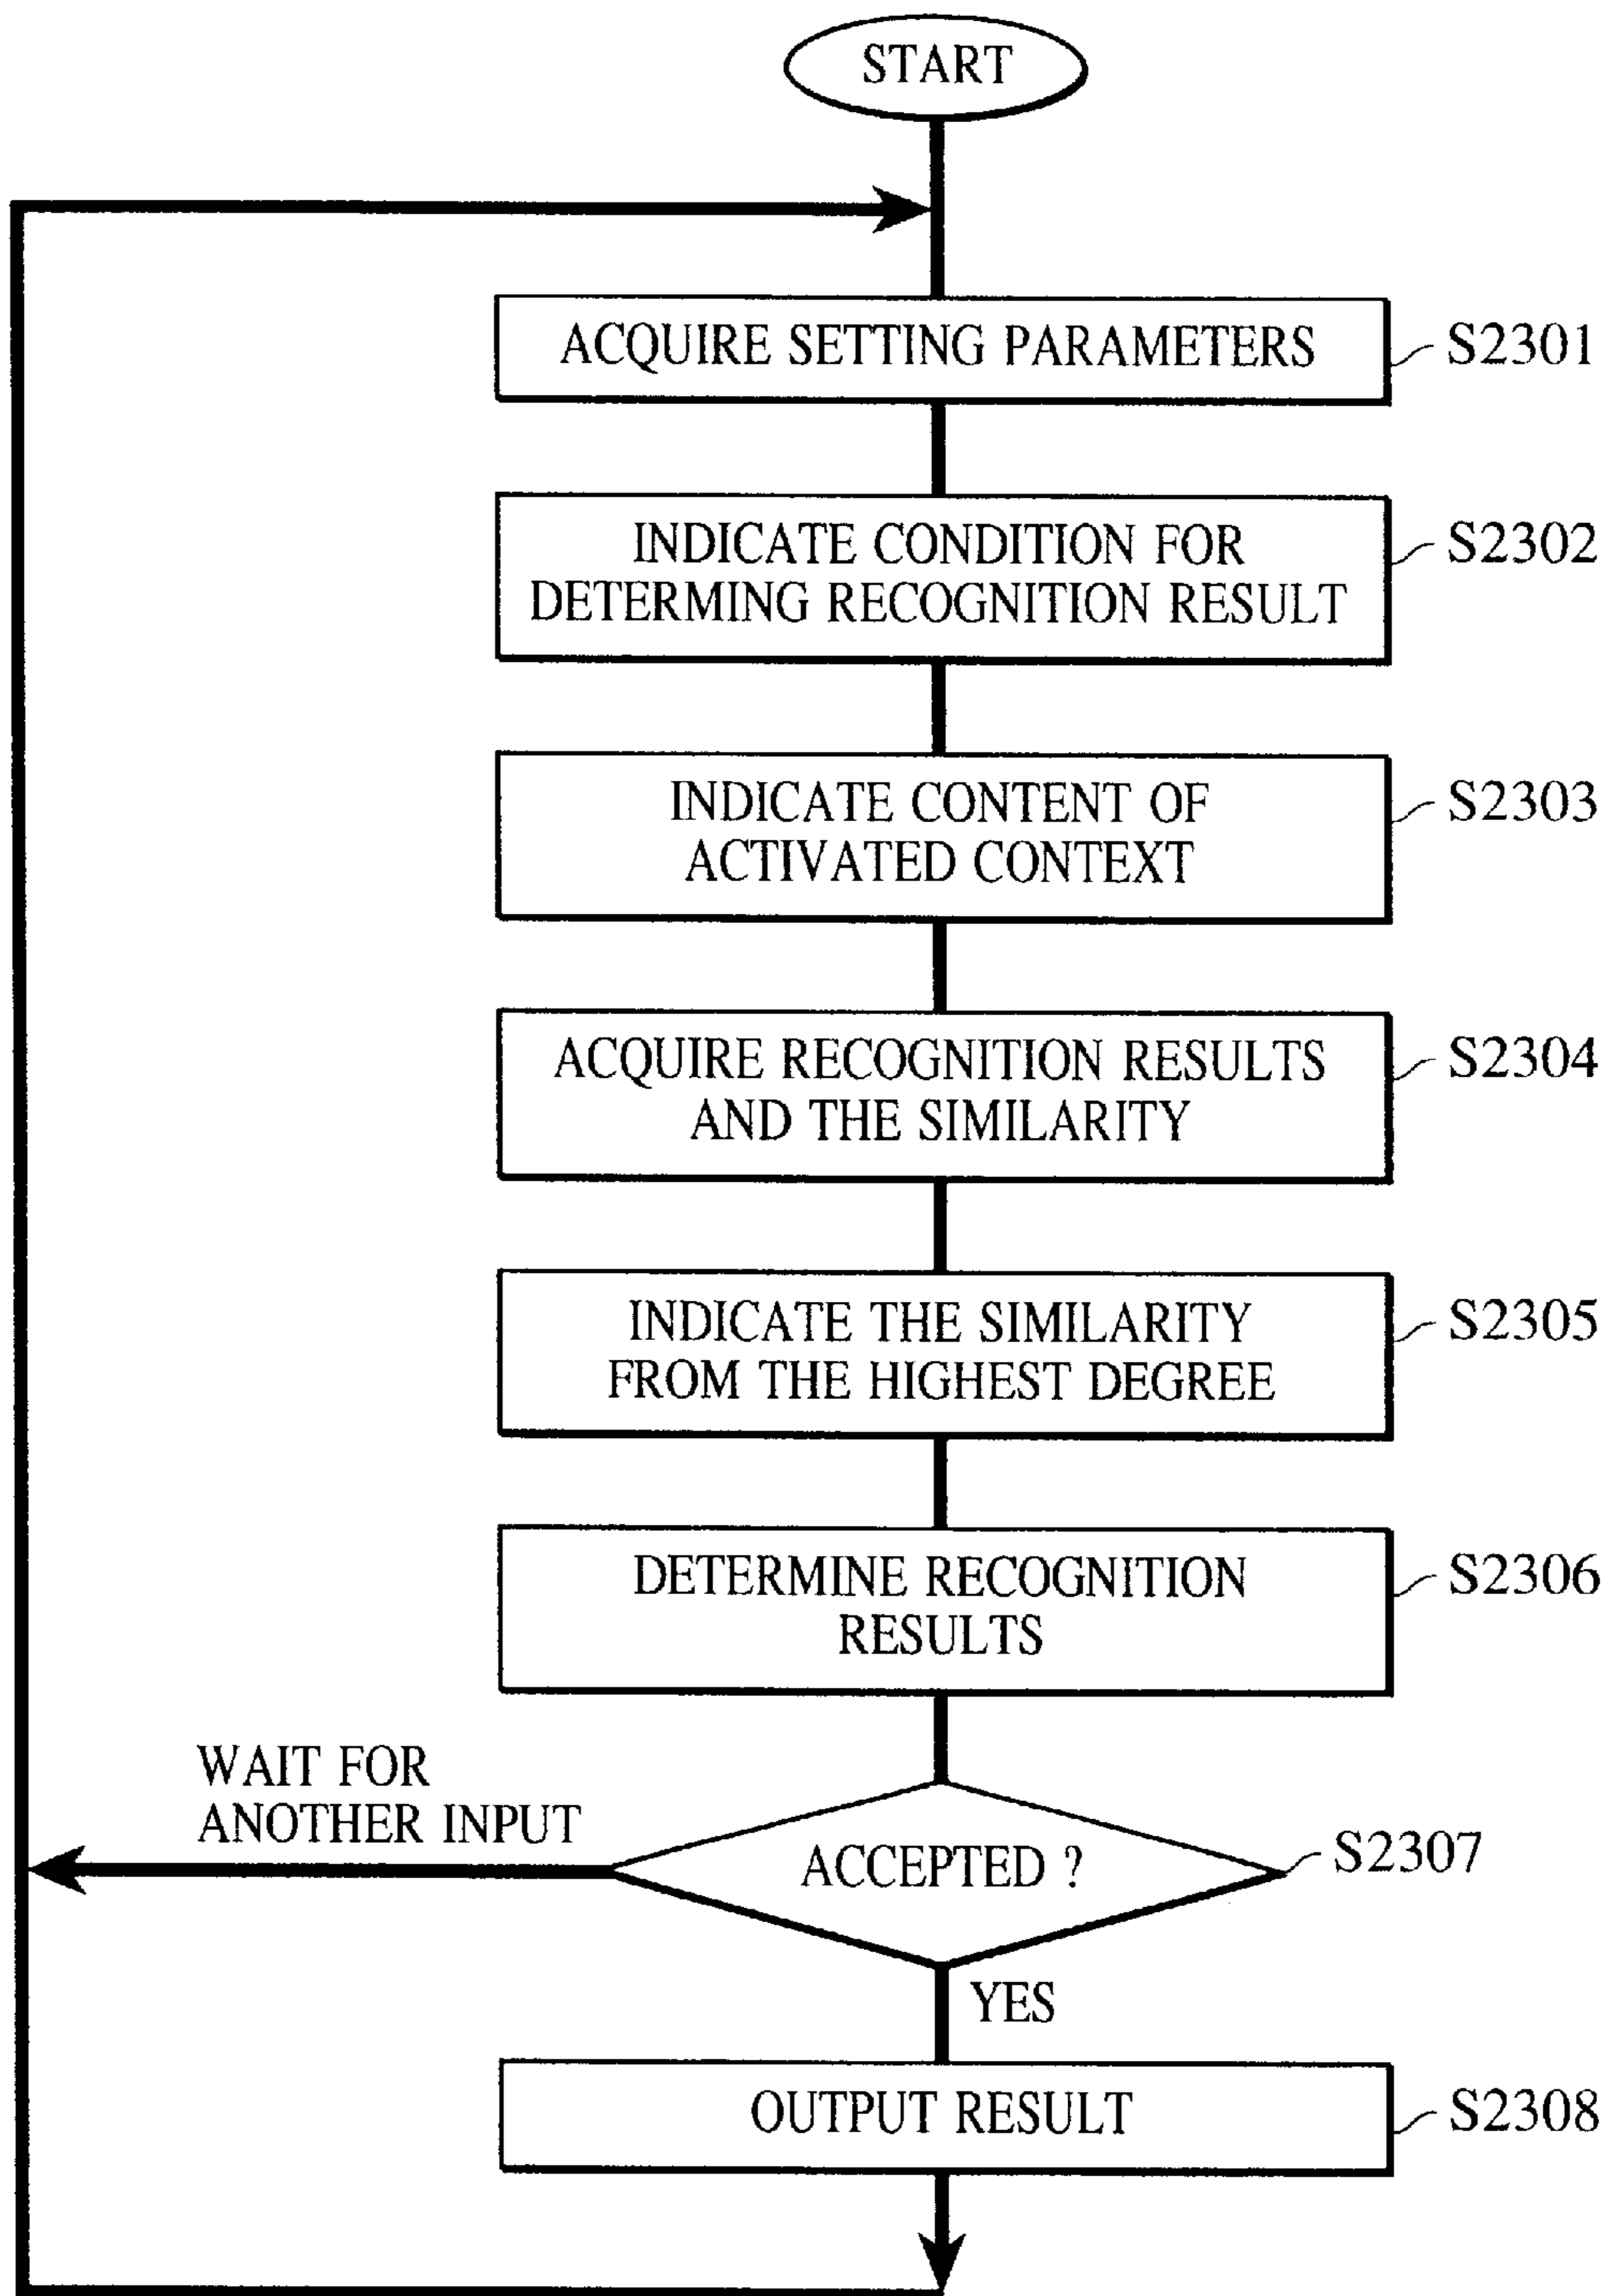 START
ACQUIRE SETTING PARAMETERS
S2301
INDICATE CONDITION FOR
DETERMING RECOGNITION RESULT
S2302
INDICATE CONTENT OF
ACTIVATED CONTEXT
S2303
ACQUIRE RECOGNITION RESULTS
AND THE SIMILARITY
S2304
INDICATE THE SIMILARITY
FROM THE HIGHEST DEGREE
S2305
DETERMINE RECOGNITION
RESULTS
S2306
WAIT FOR
ANOTHER INPUT
ACCEPTED ?
S2307
YES
OUTPUT RESULT
S2308